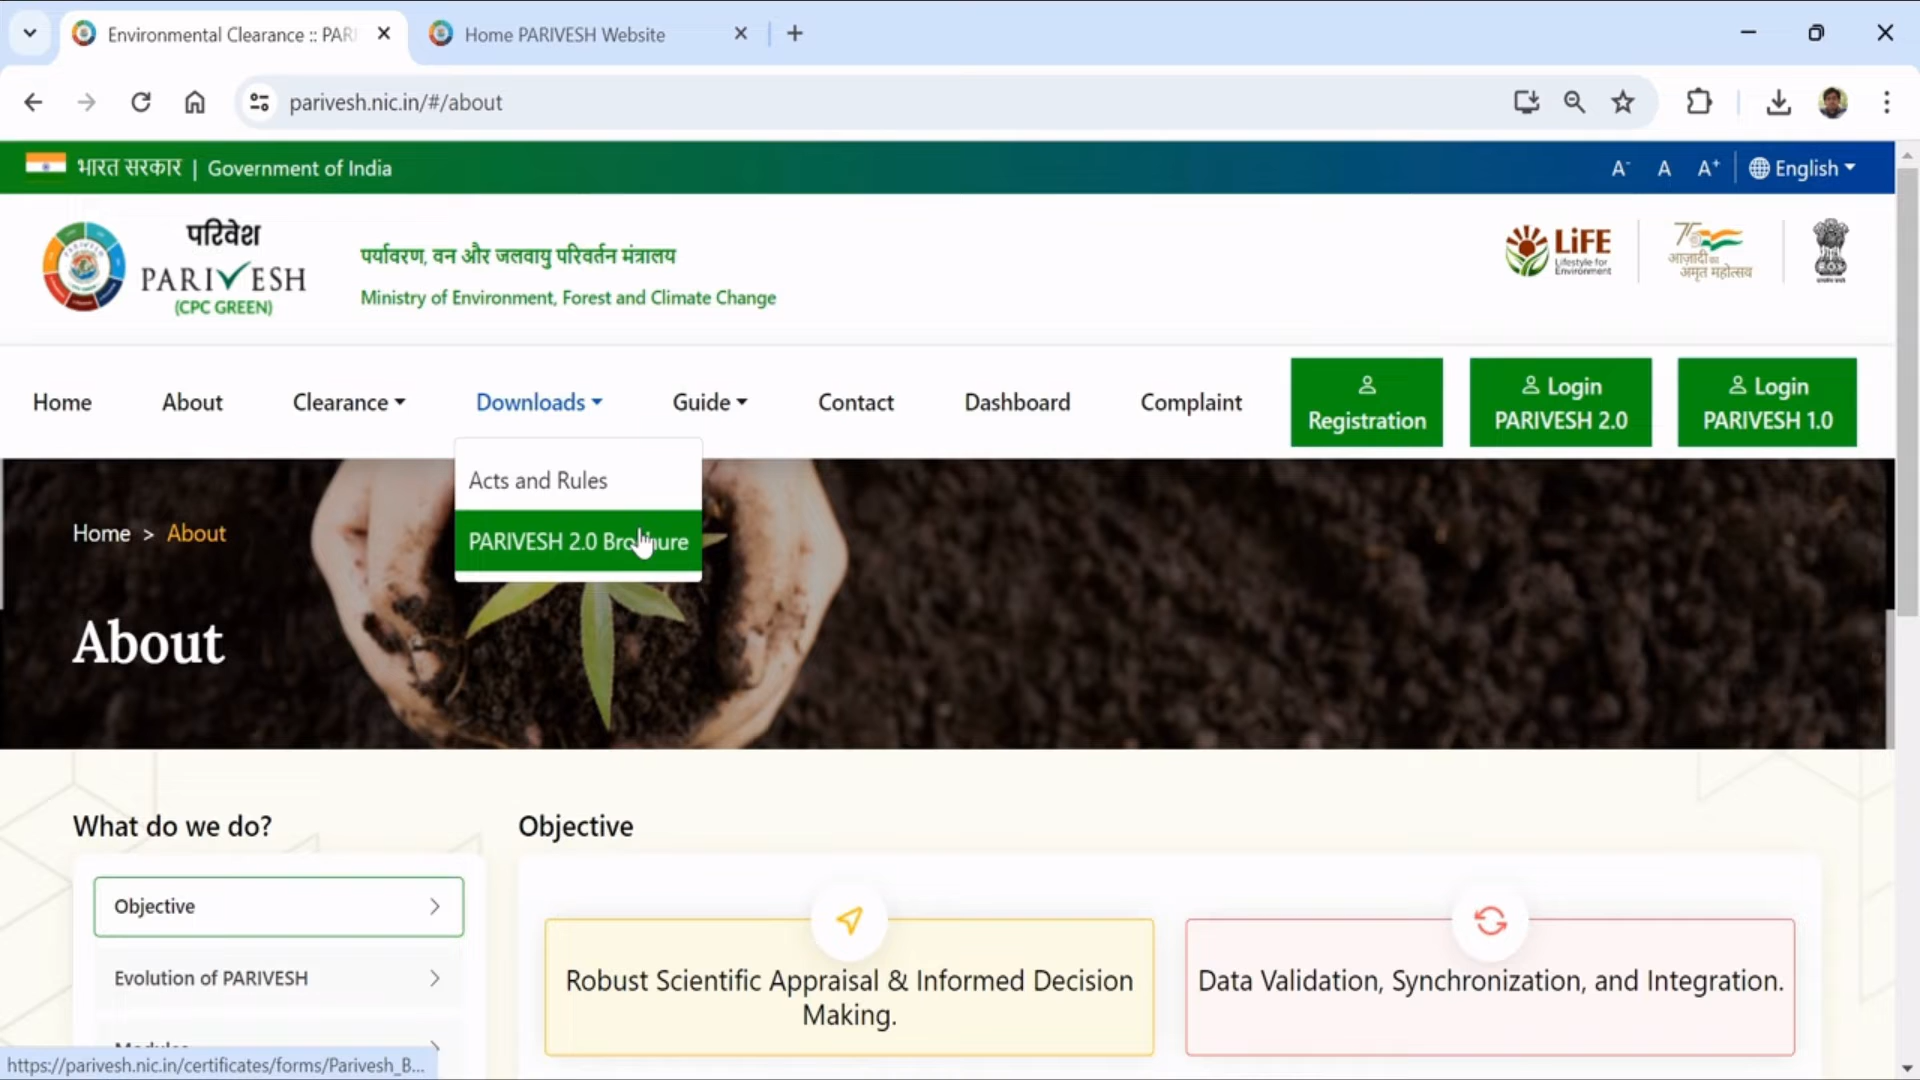 Environmental Clearance :: PARI
Home PARIVESH Website
parivesh.nic.in/#/about
भारत सरकार | Government of India
A- A A+ English
परिवेश
PARIVESH
(CPC GREEN)
पर्यावरण, वन और जलवायु परिवर्तन मंत्रालय
Ministry of Environment, Forest and Climate Change
LiFE
Lifestyle for
Environment
75
आज़ादी का
अमृत महोत्सव
Home About Clearance Downloads Guide Contact Dashboard Complaint
Registration
Login
PARIVESH 2.0
Login
PARIVESH 1.0
Acts and Rules
PARIVESH 2.0 Brochure
Home > About
About
What do we do?
Objective
Evolution of PARIVESH
Modules
Objective
Robust Scientific Appraisal & Informed Decision
Making.
Data Validation, Synchronization, and Integration.
https://parivesh.nic.in/certificates/forms/Parivesh_B...